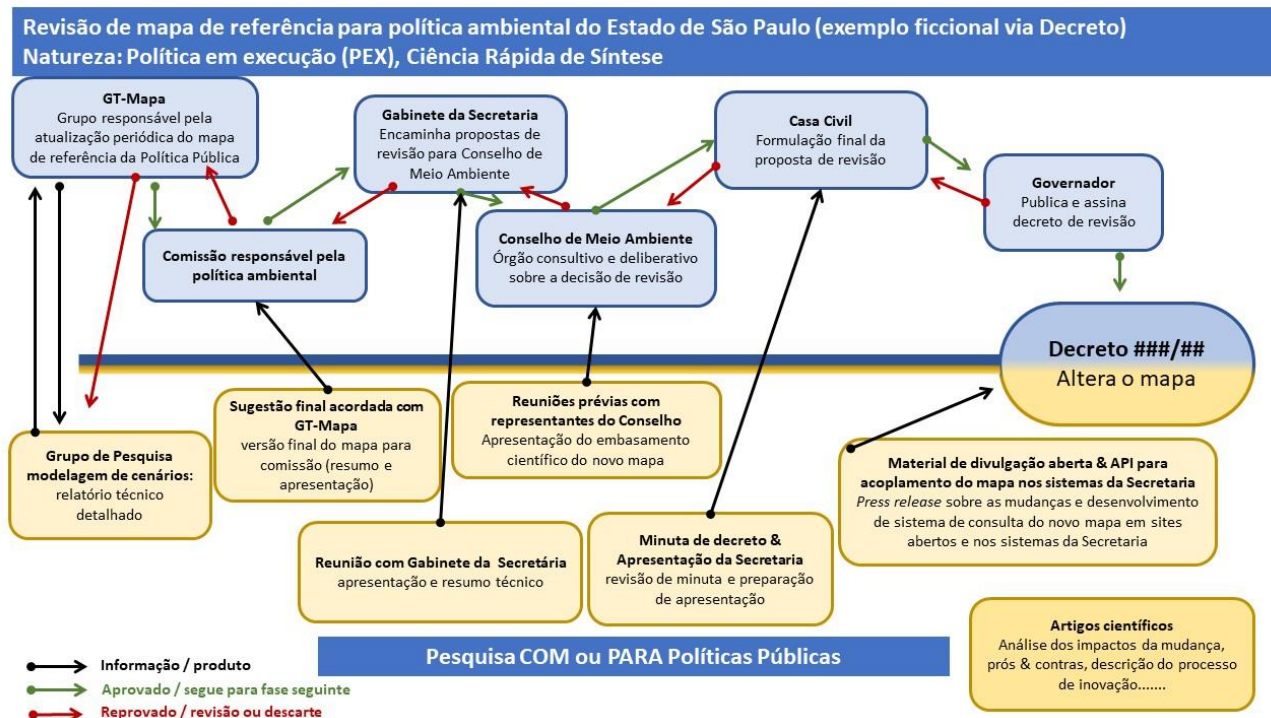 Revisão de mapa de referência para política ambiental do Estado de São Paulo (exemplo ficcional via Decreto)
Natureza: Política em execução (PEX), Ciência Rápida de Síntese
GT-Mapa
Grupo responsável pela
atualização periódica do mapa
de referência da Política Pública
Gabinete da Secretaria
Encaminha propostas de
revisão para Conselho de
Meio Ambiente
Casa Civil
Formulação final da
proposta de revisão
Governador
Publica e assina
decreto de revisão
Comissão responsável pela
política ambiental
Conselho de Meio Ambiente
Órgão consultivo e deliberativo
sobre a decisão de revisão
Decreto ###/##
Altera o mapa
Grupo de Pesquisa
modelagem de cenários:
relatório técnico
detalhado
Sugestão final acordada com
GT-Mapa
versão final do mapa para
comissão (resumo e
apresentação)
Reuniões prévias com
representantes do Conselho
Apresentação do embasamento
científico do novo mapa
Material de divulgação aberta & API para
acoplamento do mapa nos sistemas da Secretaria
Press release sobre as mudanças e desenvolvimento
de sistema de consulta do novo mapa em sites
abertos e nos sistemas da Secretaria
Reunião com Gabinete da Secretária
apresentação e resumo técnico
Minuta de decreto &
Apresentação da Secretaria
revisão de minuta e preparação
de apresentação
Artigos científicos
Análise dos impactos da mudança,
prós & contras, descrição do processo
de inovação.......
Pesquisa COM ou PARA Políticas Públicas
Informação / produto
Aprovado / segue para fase seguinte
Reprovado / revisão ou descarte